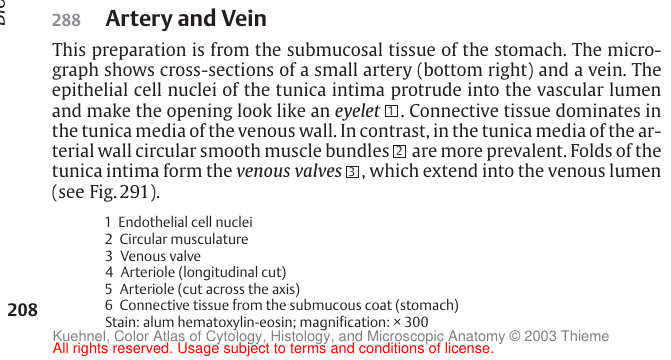 288 Artery and Vein
This preparation is from the submucosal tissue of the stomach. The micro-
graph shows cross-sections of a small artery (bottom right) and a vein. The
epithelial cell nuclei of the tunica intima protrude into the vascular lumen
and make the opening look like an eyelet 1 . Connective tissue dominates in
the tunica media of the venous wall. In contrast, in the tunica media of the ar-
terial wall circular smooth muscle bundles 2 are more prevalent. Folds of the
tunica intima form the venous valves 3 , which extend into the venous lumen
(see Fig. 291).
1 Endothelial cell nuclei
2 Circular musculature
3 Venous valve
4 Arteriole (longitudinal cut)
5 Arteriole (cut across the axis)
6 Connective tissue from the submucous coat (stomach)
Stain: alum hematoxylin-eosin; magnification: × 300
208
Kuehnel, Color Atlas of Cytology, Histology, and Microscopic Anatomy © 2003 Thieme
All rights reserved. Usage subject to terms and conditions of license.